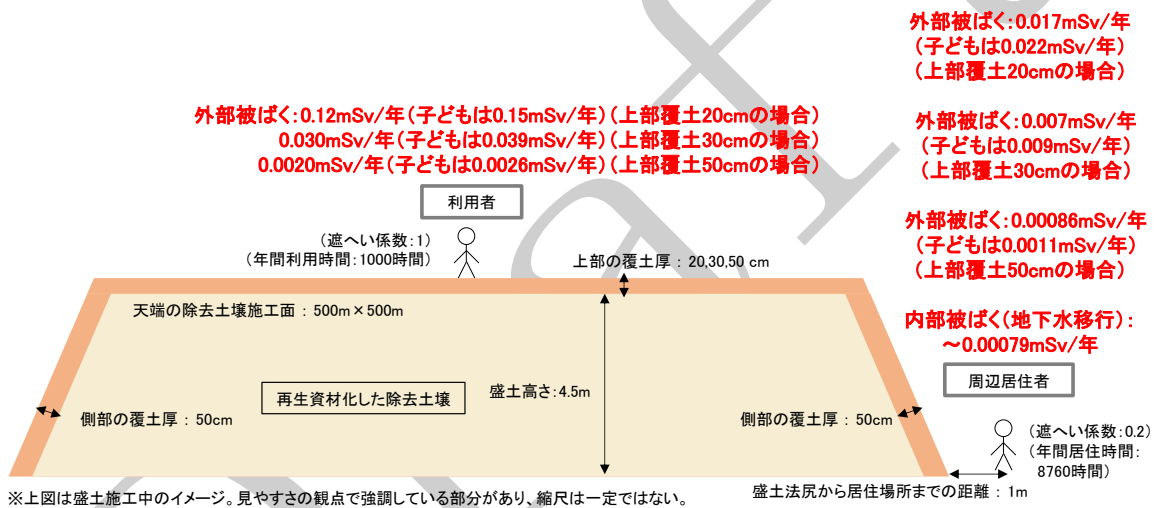 外部被ばく:0.017mSv/年
(子どもは0.022mSv/年)
(上部覆土20cmの場合)
外部被ばく:0.12mSv/年(子どもは0.15mSv/年)(上部覆土20cmの場合)
0.030mSv/年(子どもは0.039mSv/年)(上部覆土30cmの場合)
0.0020mSv/年(子どもは0.0026mSv/年)(上部覆土50cmの場合)
外部被ばく:0.007mSv/年
(子どもは0.009mSv/年)
(上部覆土30cmの場合)
利用者
外部被ばく:0.00086mSv/年
(子どもは0.0011mSv/年)
(上部覆土50cmの場合)
(遮へい係数:1)
(年間利用時間:1000時間)
上部の覆土厚:20,30,50 cm
天端の除去土壌施工面:500m×500m
内部被ばく(地下水移行):
~0.00079mSv/年
周辺居住者
再生資材化した除去土壌
盛土高さ:4.5m
側部の覆土厚:50cm
側部の覆土厚:50cm
(遮へい係数:0.2)
(年間居住時間:
8760時間)
盛土法尻から居住場所までの距離:1m
※上図は盛土施工中のイメージ。見やすさの観点で強調している部分があり、縮尺は一定ではない。